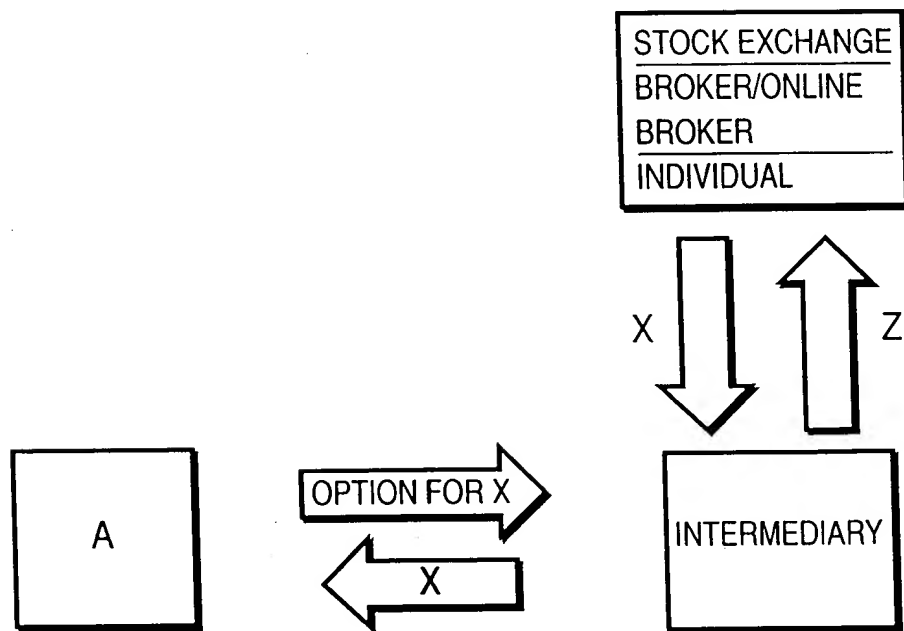 STOCK EXCHANGE
BROKER/ONLINE
BROKER
INDIVIDUAL
X
Z
A
OPTION FOR X
X
INTERMEDIARY